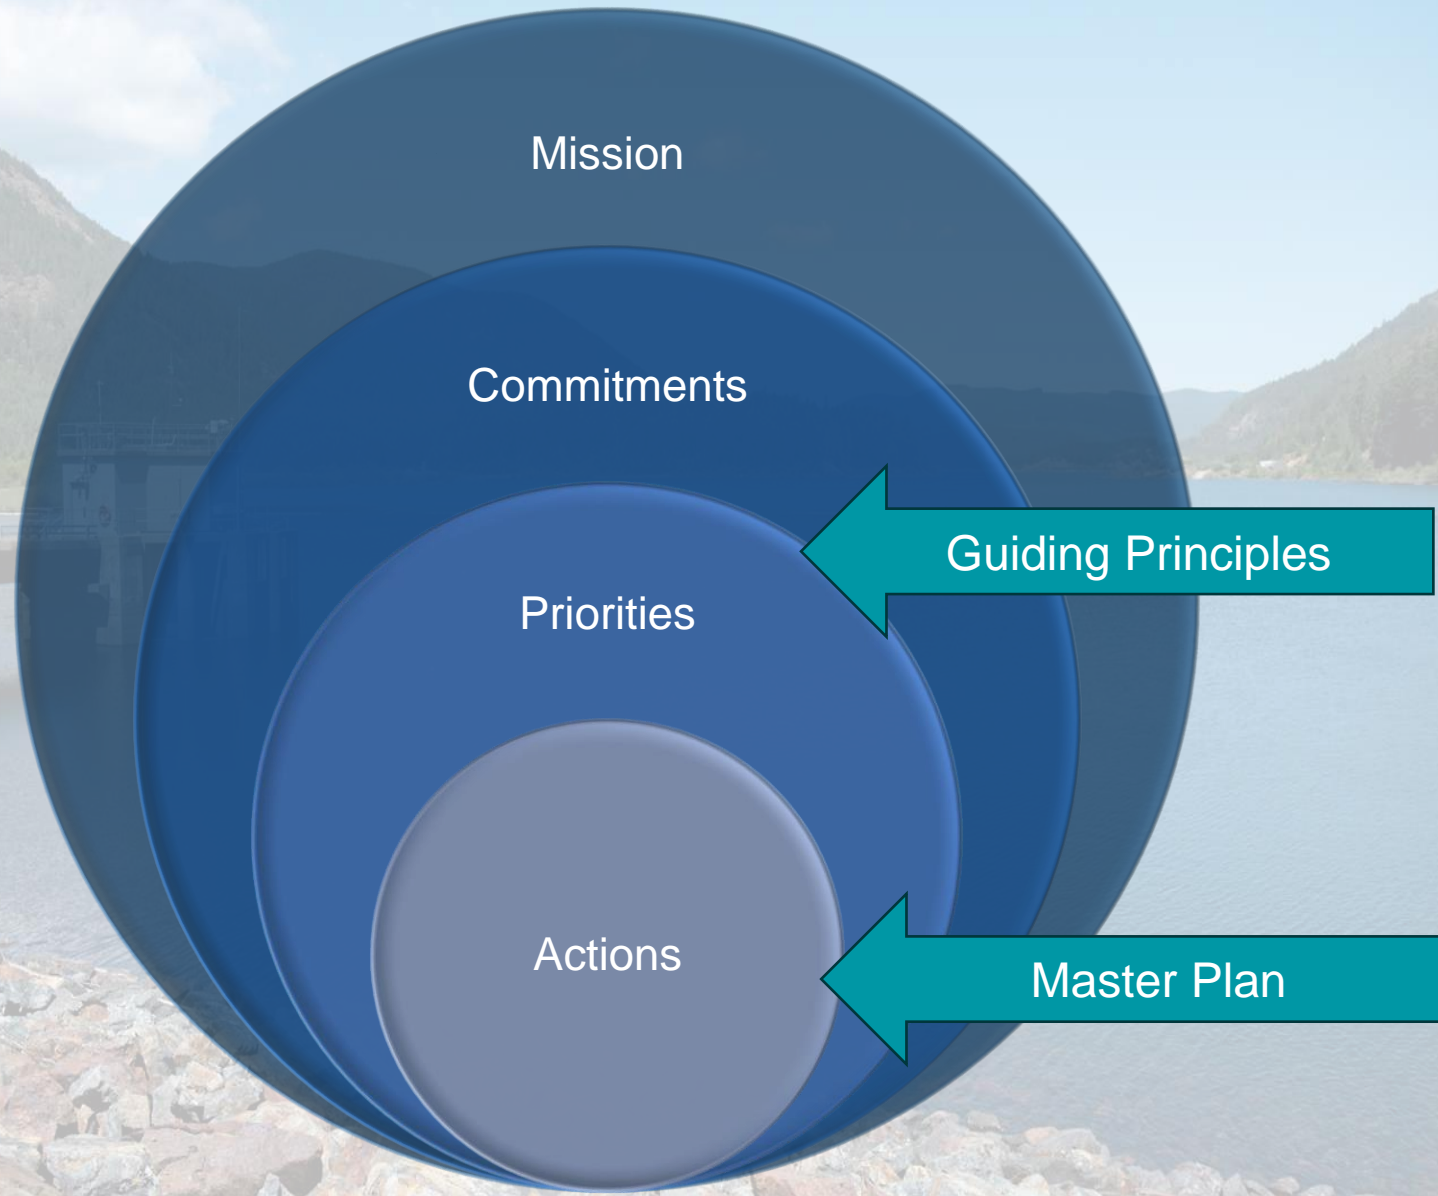 Mission
Commitments
Guiding Principles
Priorities
Actions
Master Plan